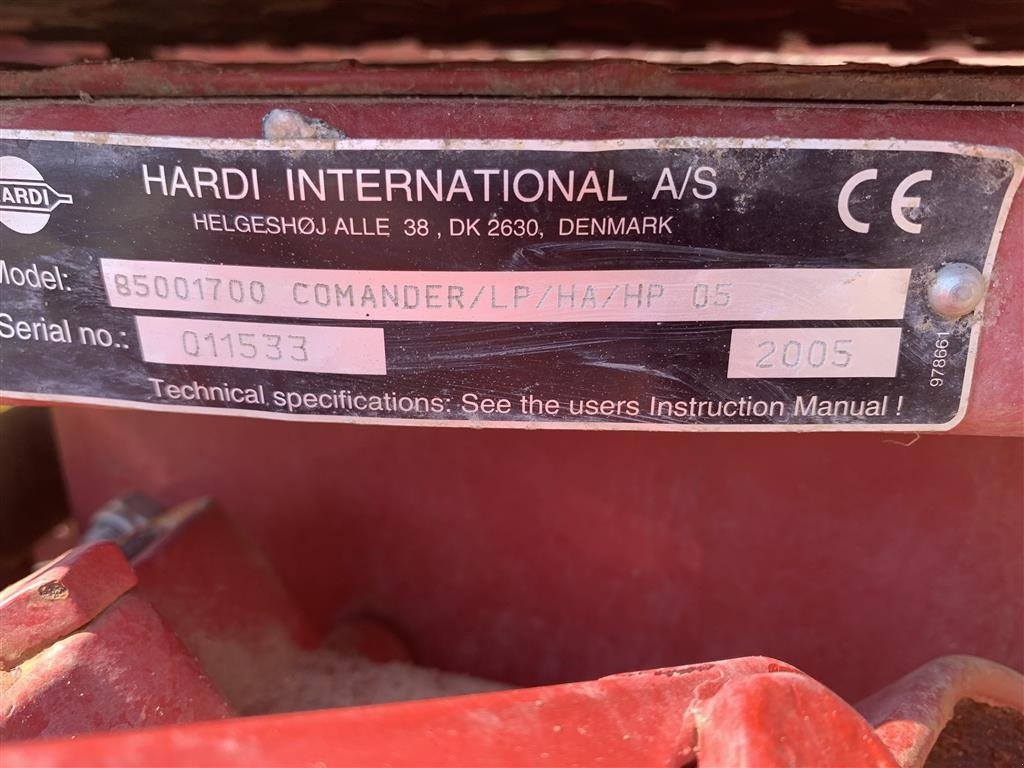 HARDI INTERNATIONAL A/S
HELGESHØJ ALLE 38 , DK 2630, DENMARK
CE
ARDI
Model: 85001700 COMANDER/LP/HA/HP 05
Serial no.: 011533 2005
978661
Technical specifications: See the users Instruction Manual !